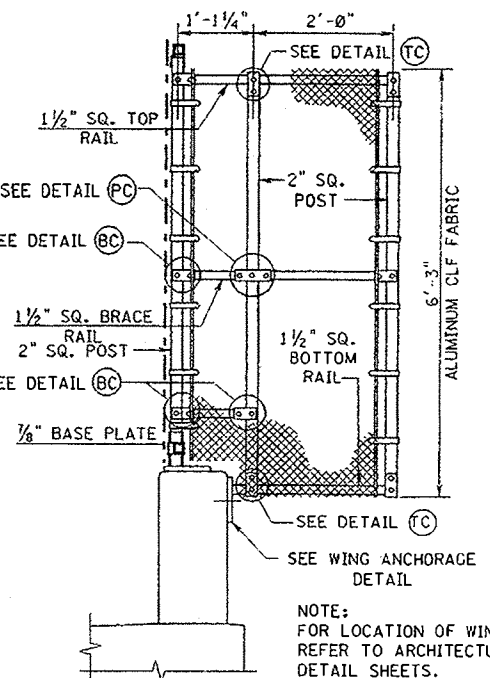 1'-1¼"
2'-0"
SEE DETAIL TC
1½" SQ. TOP
RAIL
2" SQ.
POST
SEE DETAIL PC
EE DETAIL BC
6'-3"
ALUMINUM CLF FABRIC
1½" SQ. BRACE
RAIL
2" SQ. POST
1½" SQ.
BOTTOM
RAIL
EE DETAIL BC
⅞" BASE PLATE
SEE DETAIL TC
SEE WING ANCHORAGE
DETAIL
NOTE:
FOR LOCATION OF WIN
REFER TO ARCHITECTU
DETAIL SHEETS.